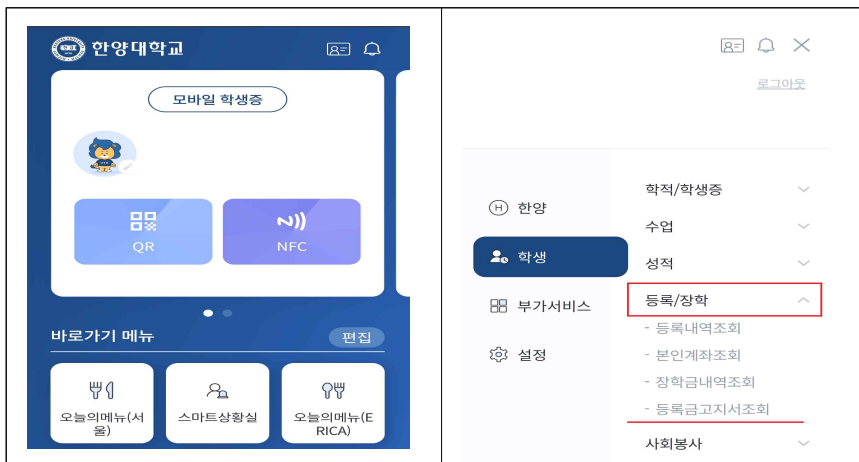 한양대학교
모바일 학생증
QR
NFC
바로가기 메뉴
편집
오늘의메뉴(서
울)
스마트상황실
오늘의메뉴(E
RICA)
로그아웃
H 한양
학생
부가서비스
설정
학적/학생증
수업
성적
등록/장학
- 등록내역조회
- 본인계좌조회
- 장학금내역조회
- 등록금고지서조회
사회봉사